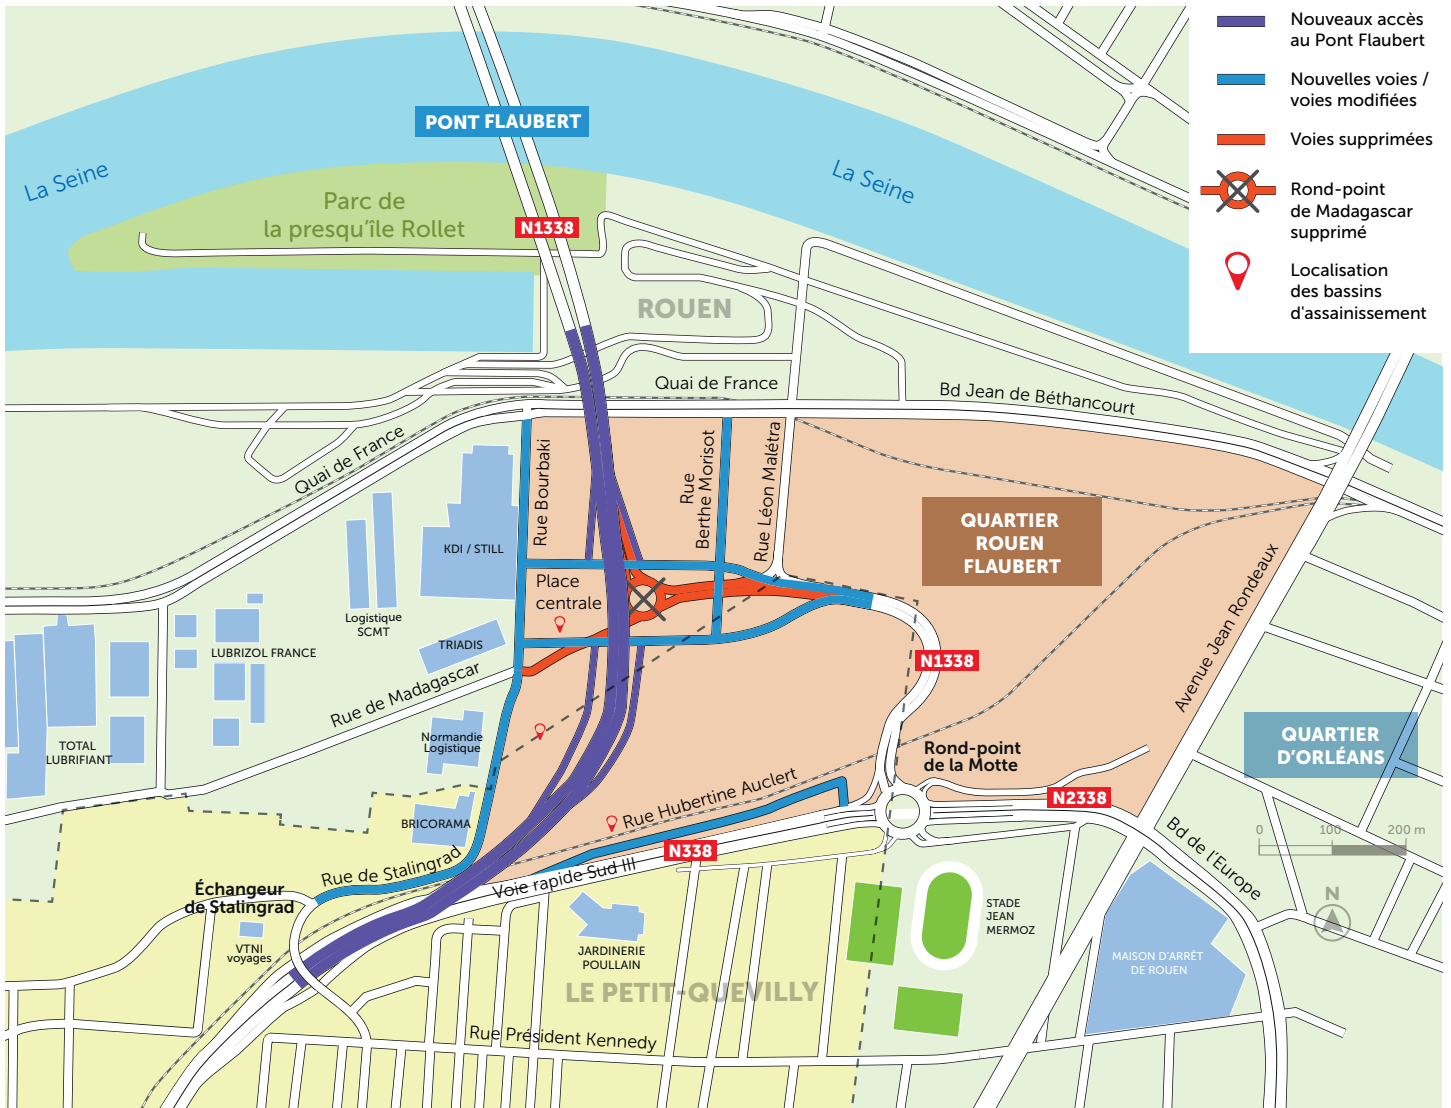 Nouveaux accès
au Pont Flaubert
Nouvelles voies /
voies modifiées
Voies supprimées
Rond-point
de Madagascar
supprimé
Localisation
des bassins
d'assainissement
PONT FLAUBERT
La Seine
La Seine
Parc de
la presqu'île Rollet
N1338
ROUEN
Quai de France
Bd Jean de Béthancourt
Quai de France
Rue Bourbaki
Rue
Berthe Morisot
Rue Léon Malétra
QUARTIER
ROUEN
FLAUBERT
KDI / STILL
Place
centrale
Logistique
SCMT
TRIADIS
LUBRIZOL FRANCE
Rue de Madagascar
N1338
Avenue Jean Rondeaux
Normandie
Logistique
TOTAL
LUBRIFIANT
QUARTIER
D'ORLÉANS
Rond-point
de la Motte
Rue Hubertine Auclert
N2338
BRICORAMA
N338
0 100 200 m
Bd de l'Europe
Rue de Stalingrad
Voie rapide Sud III
Échangeur
de Stalingrad
N
STADE
JEAN
MERMOZ
VTNI
voyages
JARDINERIE
POULLAIN
MAISON D'ARRÊT
DE ROUEN
LE PETIT-QUEVILLY
Rue Président Kennedy